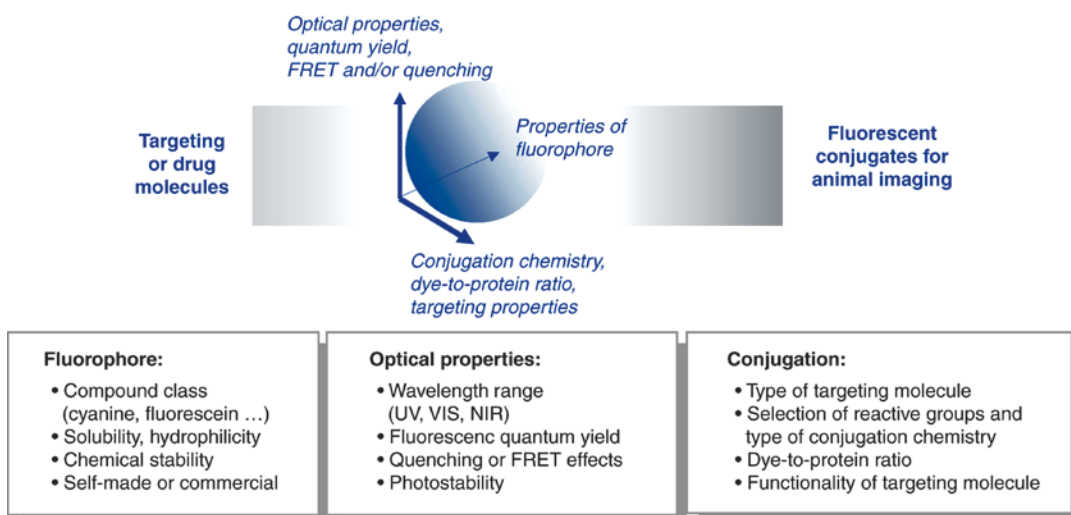 Optical properties,
quantum yield,
FRET and/or quenching
Targeting
or drug
molecules
Properties of
fluorophore
Fluorescent
conjugates for
animal imaging
Conjugation chemistry,
dye-to-protein ratio,
targeting properties
Fluorophore:
• Compound class
(cyanine, fluorescein ...)
• Solubility, hydrophilicity
• Chemical stability
• Self-made or commercial
Optical properties:
• Wavelength range
(UV, VIS, NIR)
• Fluorescenc quantum yield
• Quenching or FRET effects
• Photostability
Conjugation:
• Type of targeting molecule
• Selection of reactive groups and
type of conjugation chemistry
• Dye-to-protein ratio
• Functionality of targeting molecule